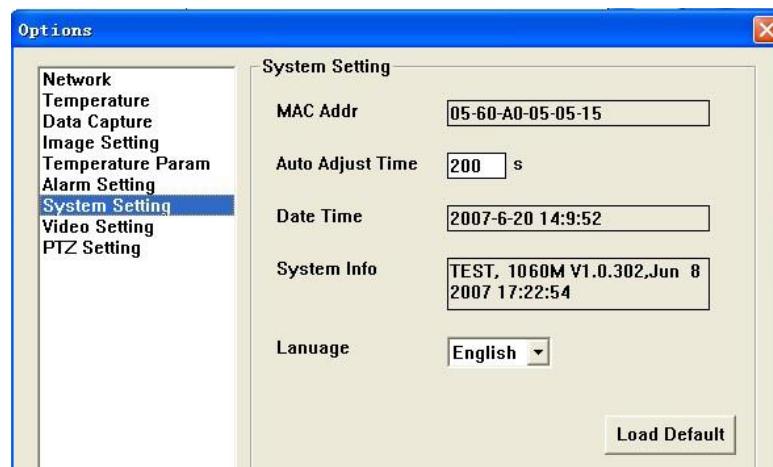 Options
Network
Temperature
Data Capture
Image Setting
Temperature Param
Alarm Setting
System Setting
Video Setting
PTZ Setting
System Setting
MAC Addr 05-60-A0-05-05-15
Auto Adjust Time 200 s
Date Time 2007-6-20 14:9:52
System Info TEST, 1060M V1.0.302,Jun 8
2007 17:22:54
Lanuage English
Load Default